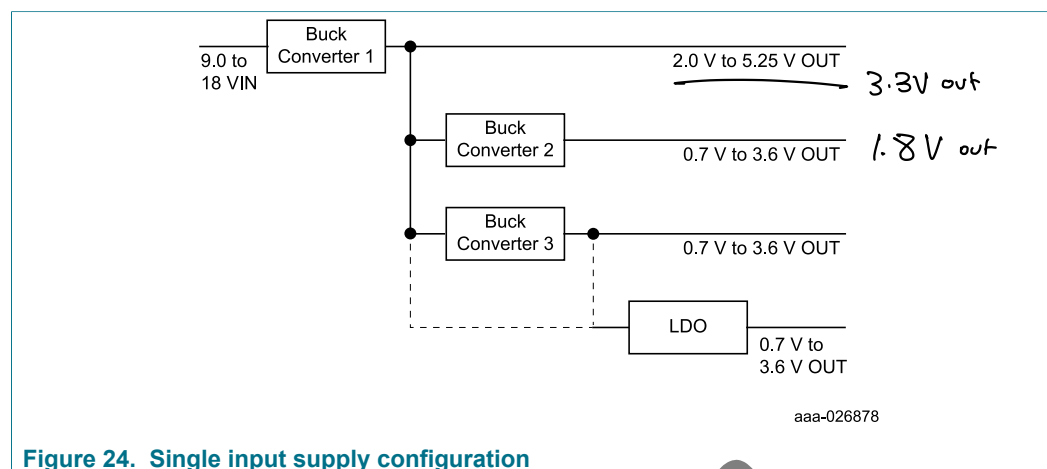 Buck
Converter 1
9.0 to
18 VIN
2.0 V to 5.25 V OUT
3.3V out
Buck
Converter 2
0.7 V to 3.6 V OUT
1.8V out
Buck
Converter 3
0.7 V to 3.6 V OUT
LDO
0.7 V to
3.6 V OUT
aaa-026878
Figure 24. Single input supply configuration